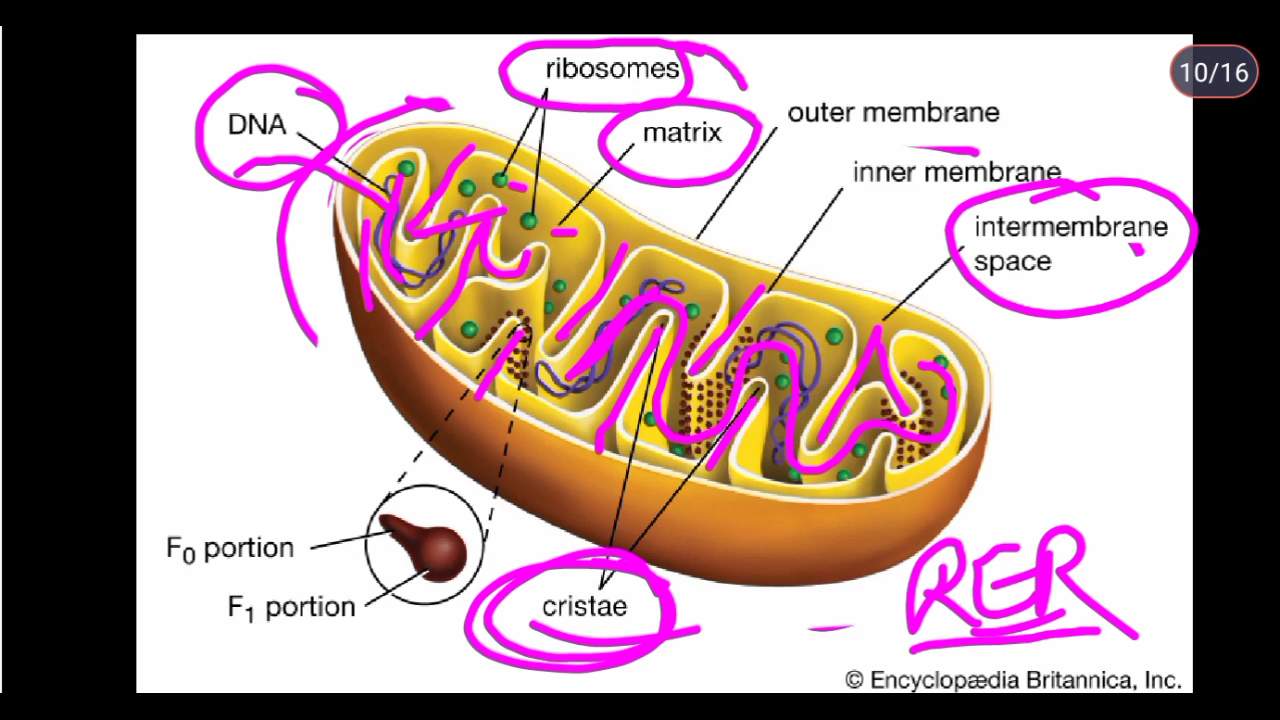 10/16
ribosomes
DNA
matrix
outer membrane
inner membrane
intermembrane
space
F₀ portion
F₁ portion
cristae
RER
© Encyclopædia Britannica, Inc.